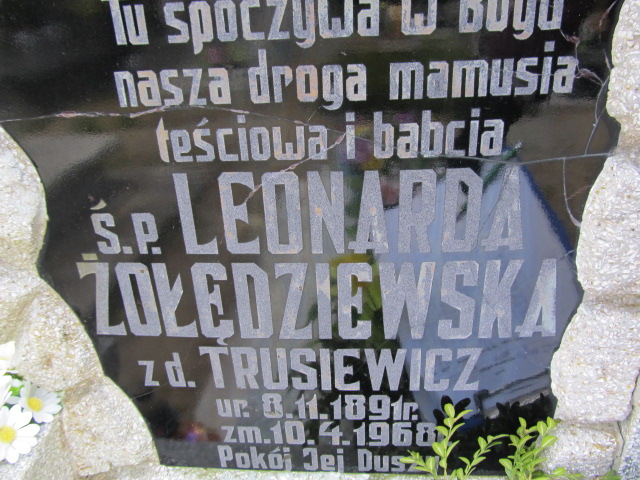 Tu spoczywa w Bogu
nasza droga mamusia
teściowa i babcia
ś.p. LEONARDA
ŻOŁĘDZIEWSKA
z d. TRUSIEWICZ
ur. 8.11.1891r.
zm. 10.4.1968
Pokój Jej Duszy